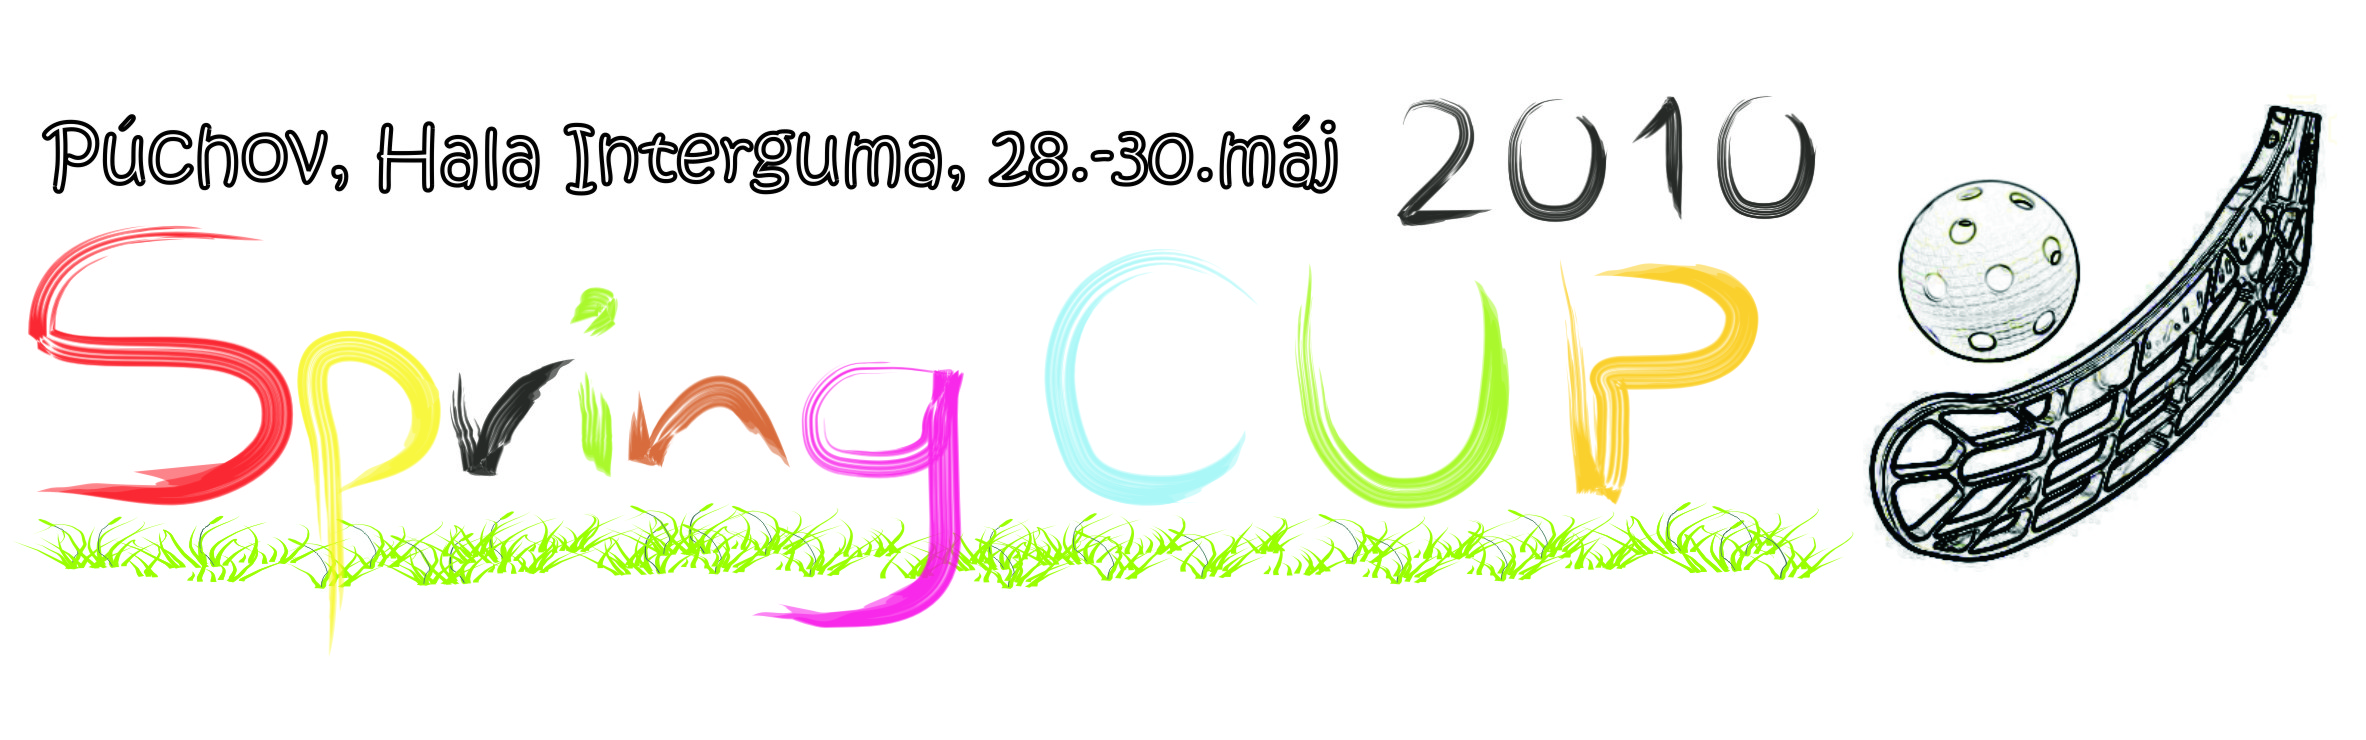 Púchov, Hala Interguma, 28.-30.máj 2010
Spring CUP